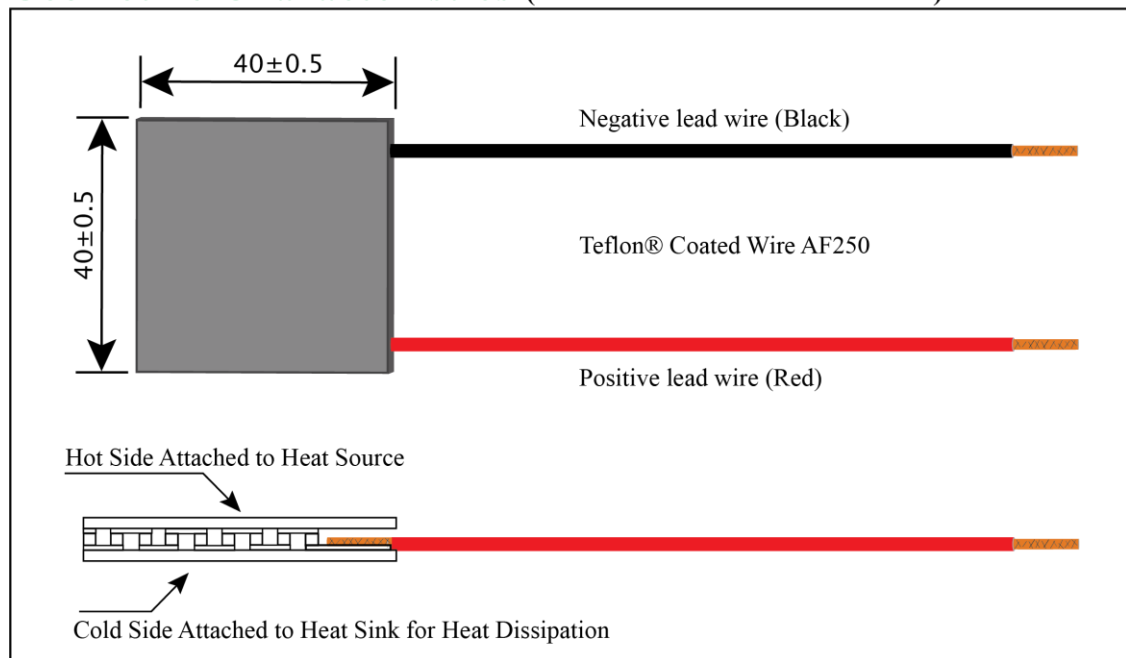 40±0.5
Negative lead wire (Black)
40±0.5
Teflon® Coated Wire AF250
Positive lead wire (Red)
Hot Side Attached to Heat Source
Cold Side Attached to Heat Sink for Heat Dissipation